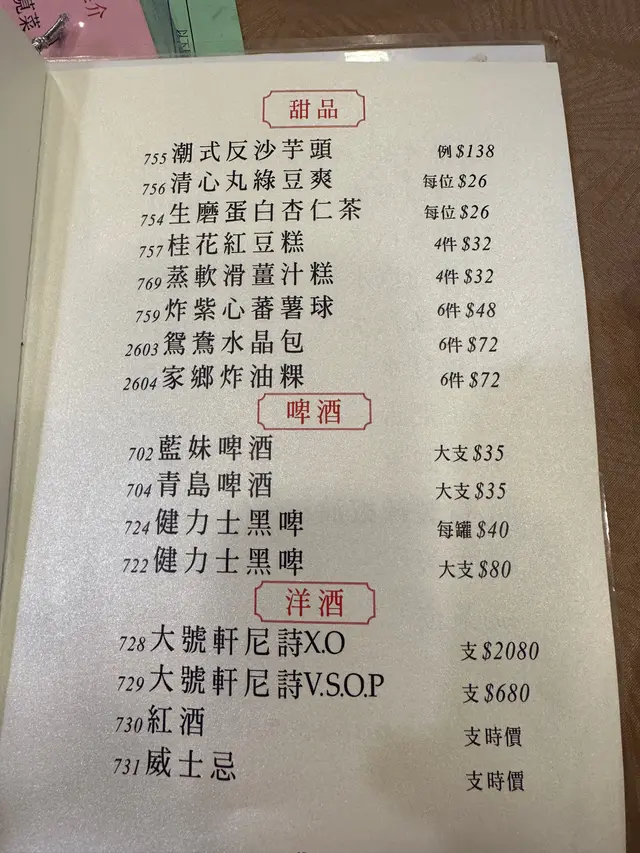 甜品
755 潮式反沙芋頭 例 $138
756 清心丸綠豆爽 每位 $26
754 生磨蛋白杏仁茶 每位 $26
757 桂花紅豆糕 4件 $32
769 蒸軟滑薑汁糕 4件 $32
759 炸紫心蕃薯球 6件 $48
2603 鴛鴦水晶包 6件 $72
2604 家鄉炸油粿 6件 $72
啤酒
702 藍妹啤酒 大支 $35
704 青島啤酒 大支 $35
724 健力士黑啤 每罐 $40
722 健力士黑啤 大支 $80
洋酒
728 大號軒尼詩X.O 支 $2080
729 大號軒尼詩V.S.O.P 支 $680
730 紅酒 支時價
731 威士忌 支時價